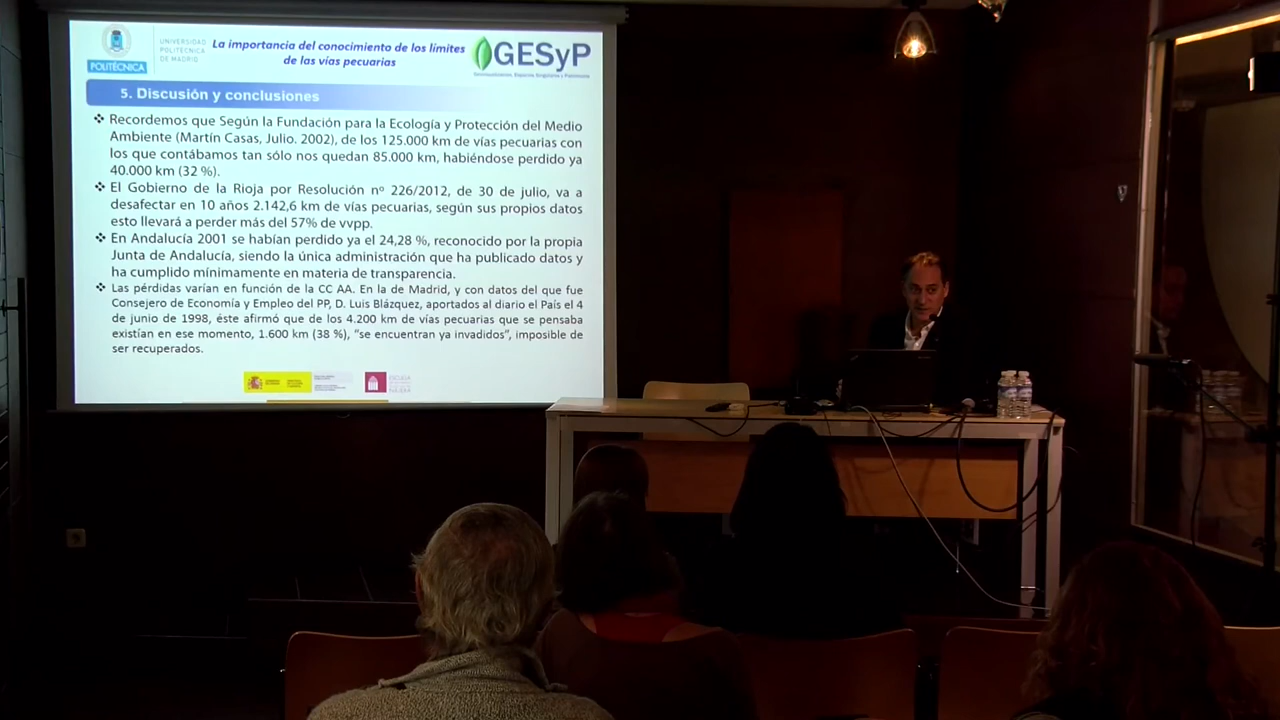 POLITÉCNICA
UNIVERSIDAD
POLITÉCNICA
DE MADRID
La importancia del conocimiento de los límites
de las vías pecuarias
GESyP
5. Discusión y conclusiones
❖ Recordemos que Según la Fundación para la Ecología y Protección del Medio
Ambiente (Martín Casas, Julio. 2002), de los 125.000 km de vías pecuarias con
los que contábamos tan sólo nos quedan 85.000 km, habiéndose perdido ya
40.000 km (32 %).
❖ El Gobierno de la Rioja por Resolución nº 226/2012, de 30 de julio, va a
desafectar en 10 años 2.142,6 km de vías pecuarias, según sus propios datos
esto llevará a perder más del 57% de vvpp.
❖ En Andalucía 2001 se habían perdido ya el 24,28 %, reconocido por la propia
Junta de Andalucía, siendo la única administración que ha publicado datos y
ha cumplido mínimamente en materia de transparencia.
❖ Las pérdidas varían en función de la CC AA. En la de Madrid, y con datos del que fue
Consejero de Economía y Empleo del PP, D. Luis Blázquez, aportados al diario el País el 4
de junio de 1998, éste afirmó que de los 4.200 km de vías pecuarias que se pensaba
existían en ese momento, 1.600 km (38 %), "se encuentran ya invadidos", imposible de
ser recuperados.